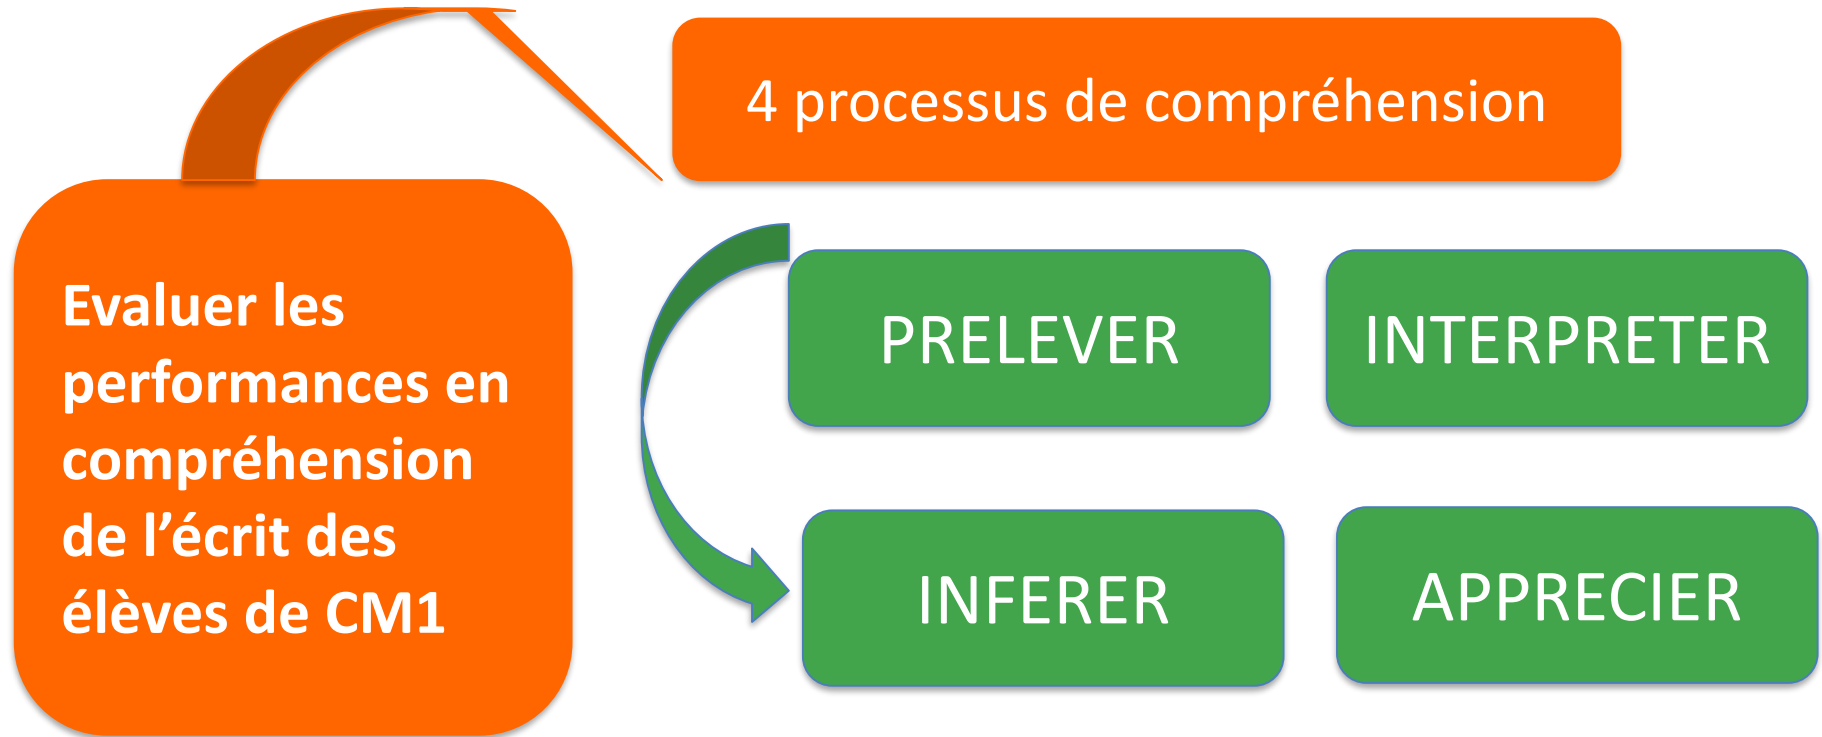 4 processus de compréhension
Evaluer les
performances en
compréhension
de l’écrit des
élèves de CM1
PRELEVER
INTERPRETER
INFERER
APPRECIER